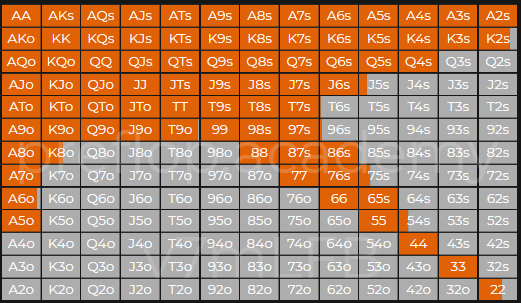 AA AKs AQs AJs ATs A9s A8s A7s A6s A5s A4s A3s A2s
AKo KK KQs KJs KTs K9s K8s K7s K6s K5s K4s K3s K2s
AQo KQo QQ QJs QTs Q9s Q8s Q7s Q6s Q5s Q4s Q3s Q2s
AJo KJo QJo JJ JTs J9s J8s J7s J6s J5s J4s J3s J2s
ATo KTo QTo JTo TT T9s T8s T7s T6s T5s T4s T3s T2s
A9o K9o Q9o J9o T9o 99 98s 97s 96s 95s 94s 93s 92s
A8o K8o Q8o J8o T8o 98o 88 87s 86s 85s 84s 83s 82s
A7o K7o Q7o J7o T7o 97o 87o 77 76s 75s 74s 73s 72s
A6o K6o Q6o J6o T6o 96o 86o 76o 66 65s 64s 63s 62s
A5o K5o Q5o J5o T5o 95o 85o 75o 65o 55 54s 53s 52s
A4o K4o Q4o J4o T4o 94o 84o 74o 64o 54o 44 43s 42s
A3o K3o Q3o J3o T3o 93o 83o 73o 63o 53o 43o 33 32s
A2o K2o Q2o J2o T2o 92o 82o 72o 62o 52o 42o 32o 22